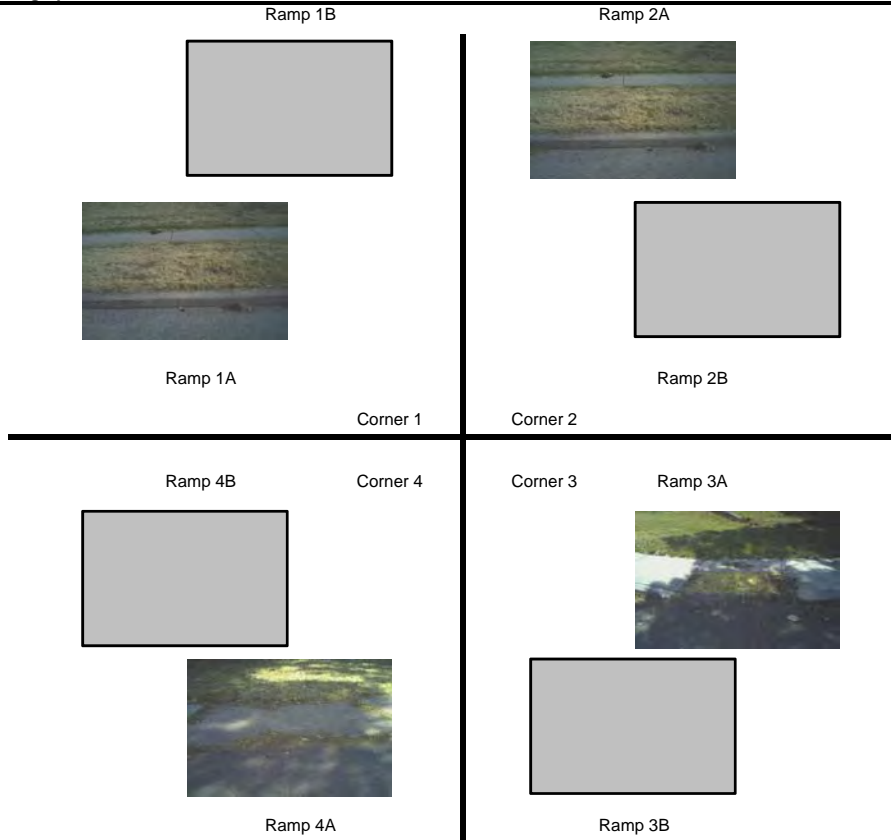 Ramp 1B Ramp 2A
Ramp 1A Ramp 2B
Corner 1 Corner 2
Ramp 4B Corner 4 Corner 3 Ramp 3A
Ramp 4A Ramp 3B